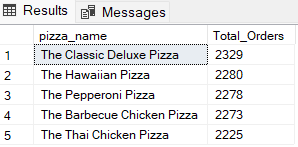 Results Messages
pizza_name Total_Orders
1 The Classic Deluxe Pizza 2329
2 The Hawaiian Pizza 2280
3 The Pepperoni Pizza 2278
4 The Barbecue Chicken Pizza 2273
5 The Thai Chicken Pizza 2225